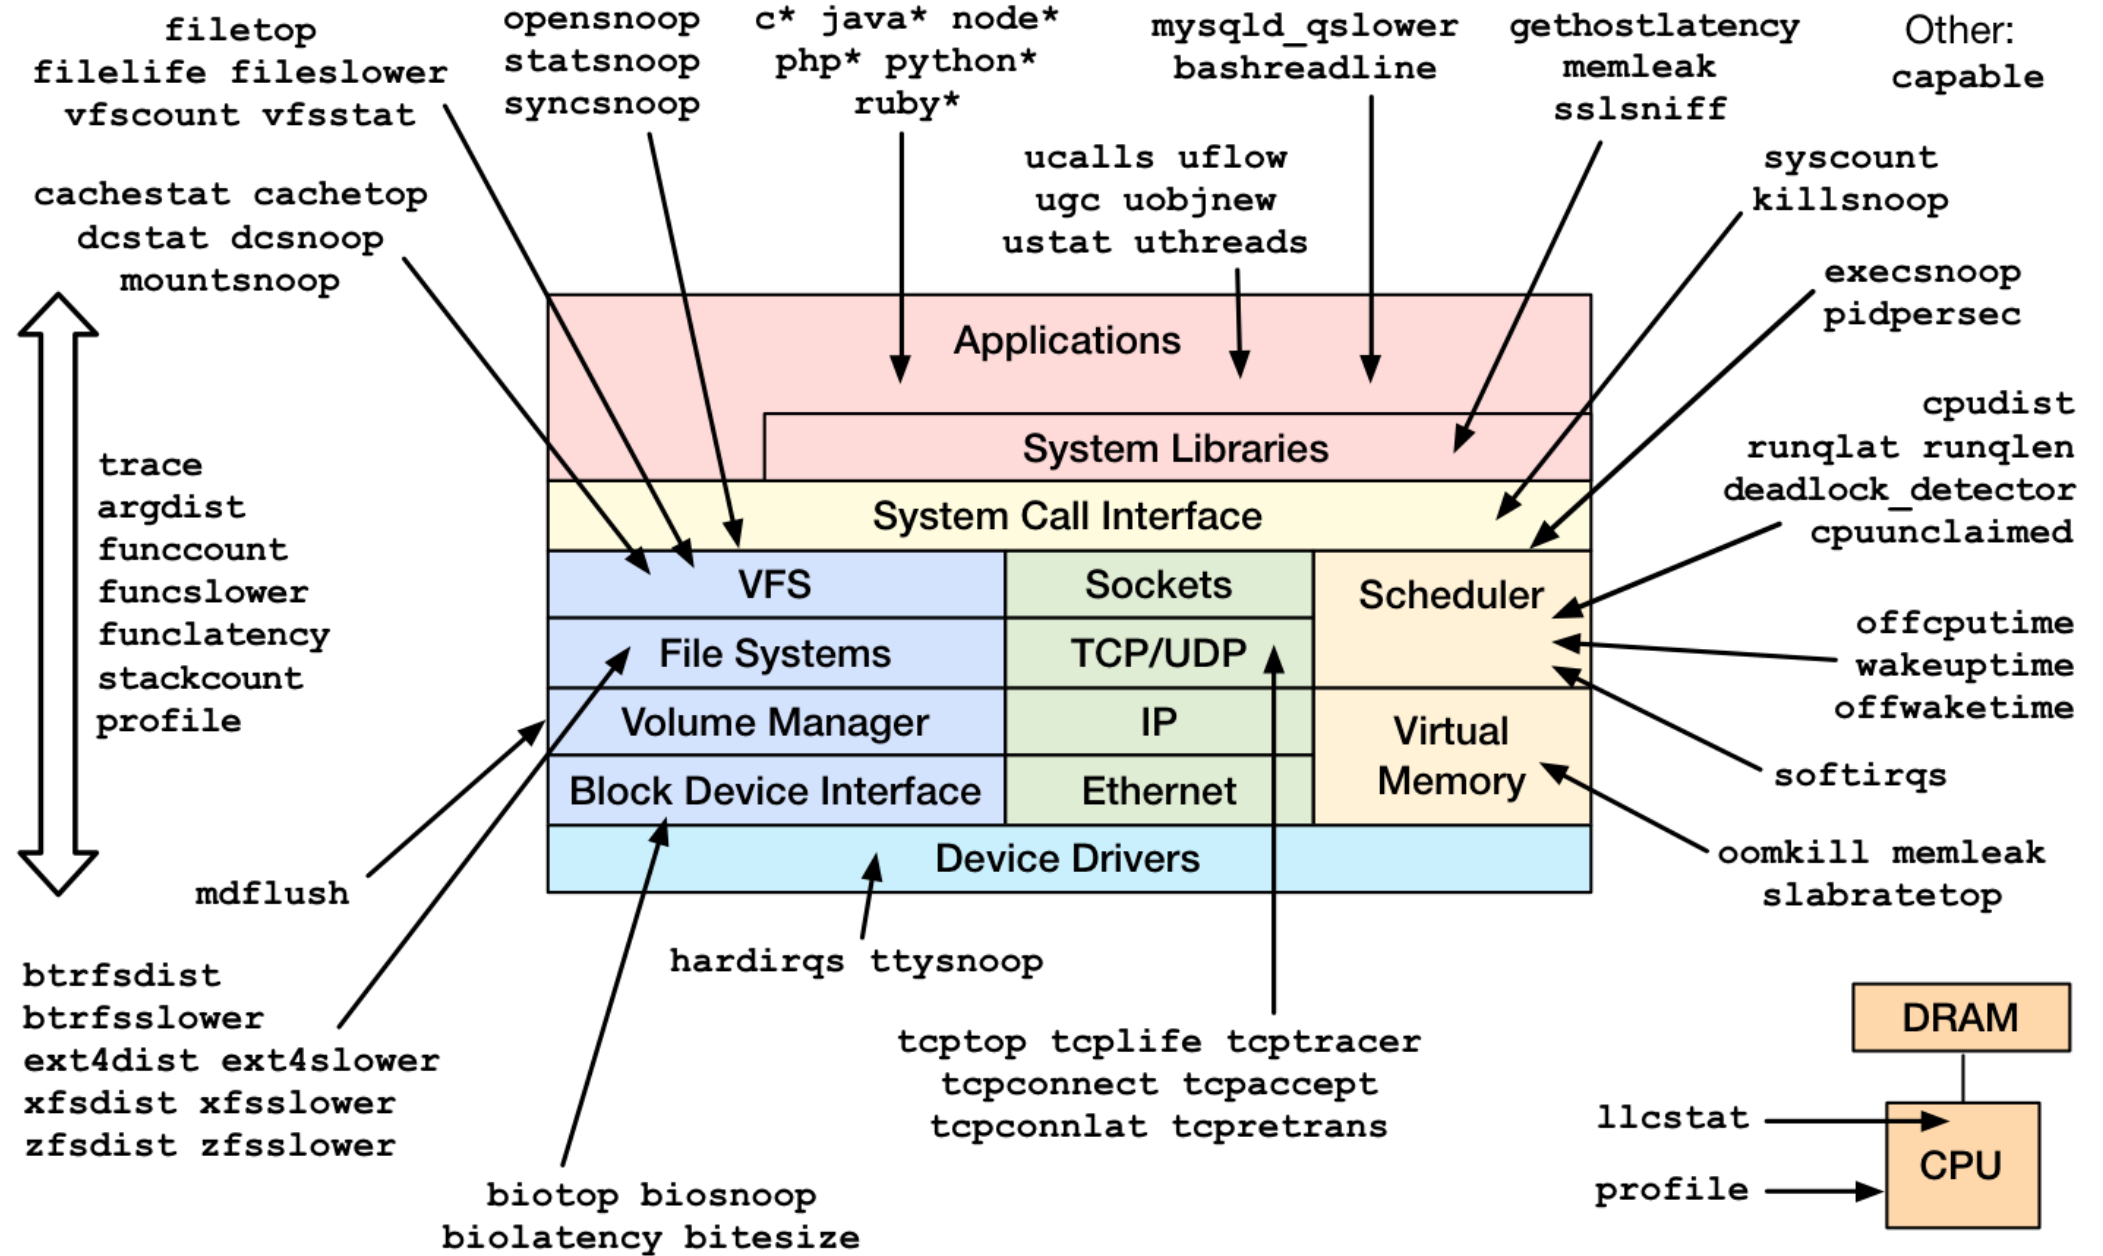 filetop
filelife fileslower
vfscount vfsstat
opensnoop
statsnoop
syncsnoop
c* java* node*
php* python*
ruby*
mysqld_qslower
bashreadline
gethostlatency
memleak
sslsniff
Other:
capable
cachestat cachetop
dcstat dcsnoop
mountsnoop
ucalls uflow
ugc uobjnew
ustat uthreads
syscount
killsnoop
execsnoop
pidpersec
trace
argdist
funccount
funcslower
funclatency
stackcount
profile
Applications
System Libraries
System Call Interface
VFS
File Systems
Volume Manager
Block Device Interface
Sockets
TCP/UDP
IP
Ethernet
Scheduler
Virtual
Memory
Device Drivers
cpudist
runqlat runqlen
deadlock_detector
cpuunclaimed
offcputime
wakeuptime
offwaketime
softirqs
oomkill memleak
slabratetop
mdflush
btrfsdist
btrfsslower
ext4dist ext4slower
xfsdist xfsslower
zfsdist zfsslower
hardirqs ttysnoop
biotop biosnoop
biolatency bitesize
tcptop tcplife tcptracer
tcpconnect tcpaccept
tcpconnlat tcpretrans
DRAM
llcstat
CPU
profile